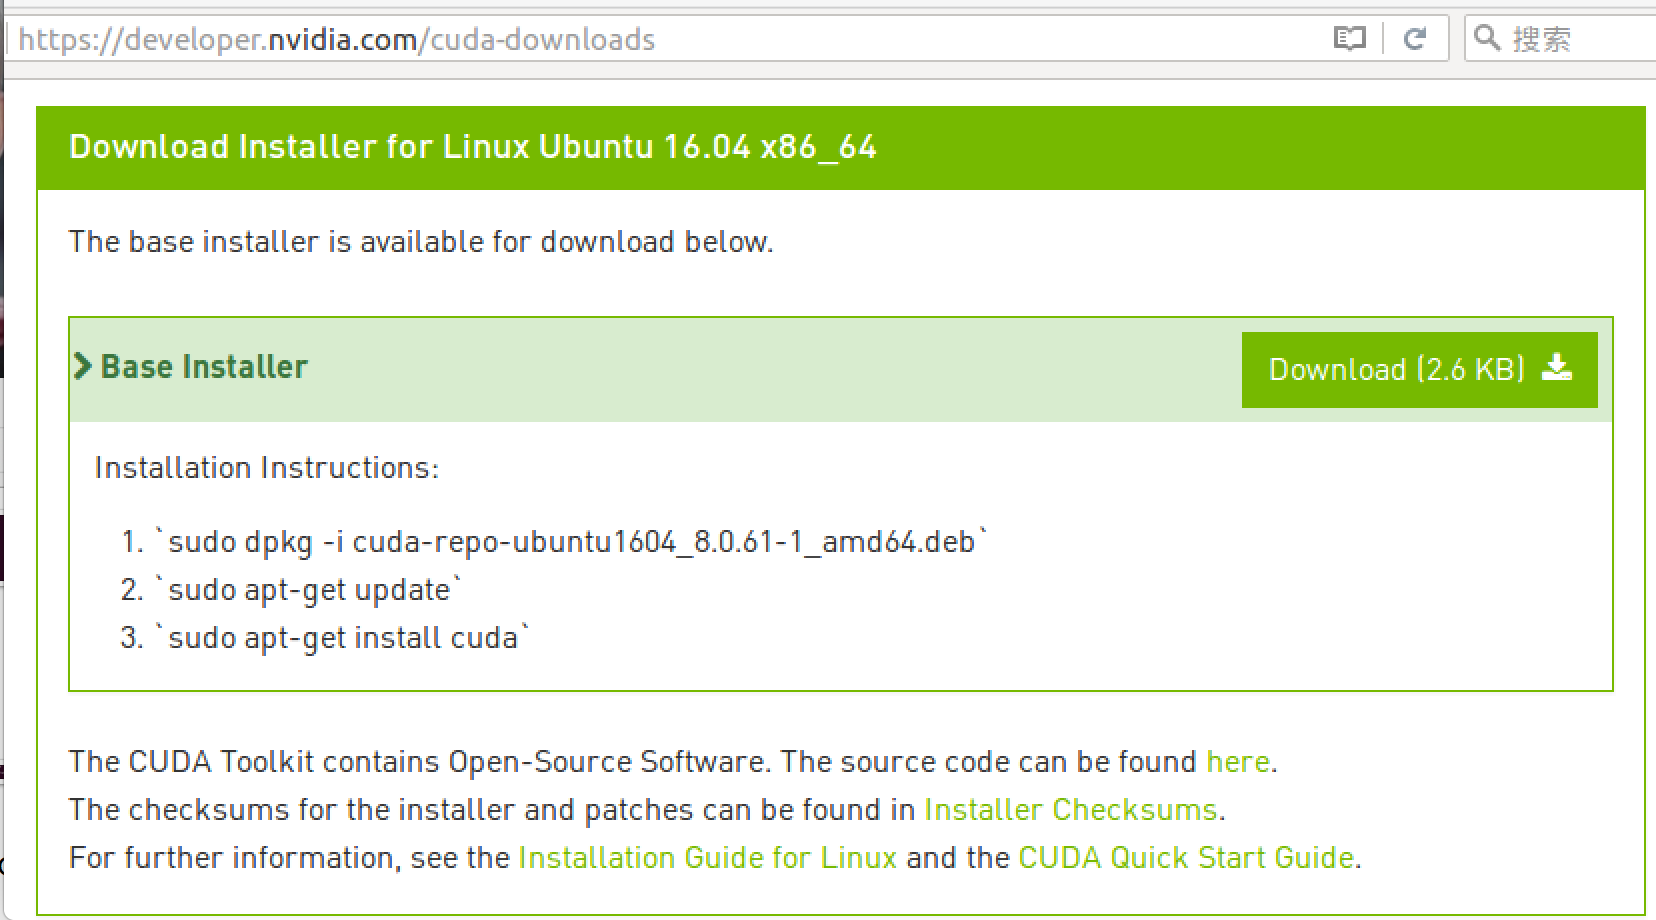 https://developer.nvidia.com/cuda-downloads
搜索
Download Installer for Linux Ubuntu 16.04 x86_64
The base installer is available for download below.
Base Installer
Download (2.6 KB)
Installation Instructions:
1. `sudo dpkg -i cuda-repo-ubuntu1604_8.0.61-1_amd64.deb`
2. `sudo apt-get update`
3. `sudo apt-get install cuda`
The CUDA Toolkit contains Open-Source Software. The source code can be found here.
The checksums for the installer and patches can be found in Installer Checksums.
For further information, see the Installation Guide for Linux and the CUDA Quick Start Guide.